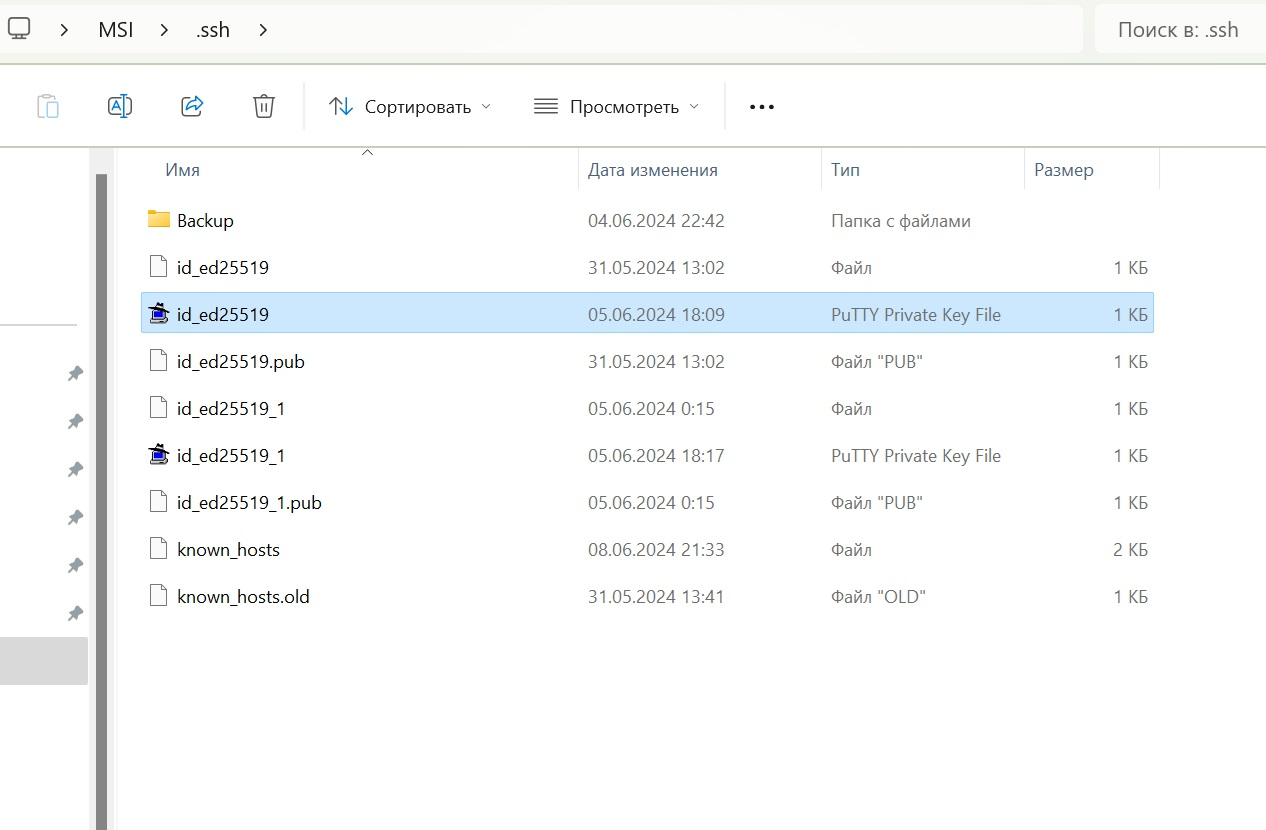 MSI .ssh Поиск в: .ssh
Сортировать Просмотреть
Имя Дата изменения Тип Размер
Backup 04.06.2024 22:42 Папка с файлами
id_ed25519 31.05.2024 13:02 Файл 1 КБ
id_ed25519 05.06.2024 18:09 PuTTY Private Key File 1 КБ
id_ed25519.pub 31.05.2024 13:02 Файл "PUB" 1 КБ
id_ed25519_1 05.06.2024 0:15 Файл 1 КБ
id_ed25519_1 05.06.2024 18:17 PuTTY Private Key File 1 КБ
id_ed25519_1.pub 05.06.2024 0:15 Файл "PUB" 1 КБ
known_hosts 08.06.2024 21:33 Файл 2 КБ
known_hosts.old 31.05.2024 13:41 Файл "OLD" 1 КБ